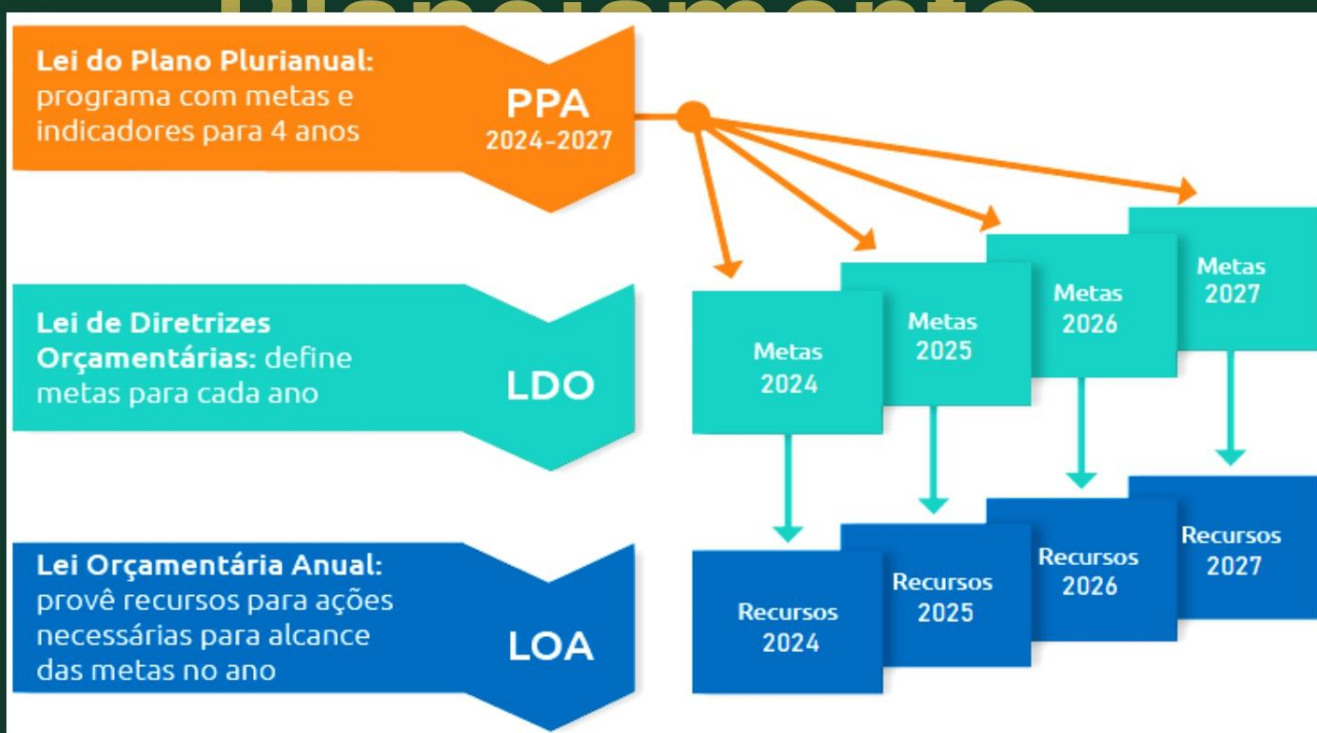 Planejamento
Lei do Plano Plurianual:
programa com metas e
indicadores para 4 anos
PPA
2024-2027
Lei de Diretrizes
Orçamentárias: define
metas para cada ano
LDO
Metas
2024
Metas
2025
Metas
2026
Metas
2027
Lei Orçamentária Anual:
provê recursos para ações
necessárias para alcance
das metas no ano
LOA
Recursos
2024
Recursos
2025
Recursos
2026
Recursos
2027